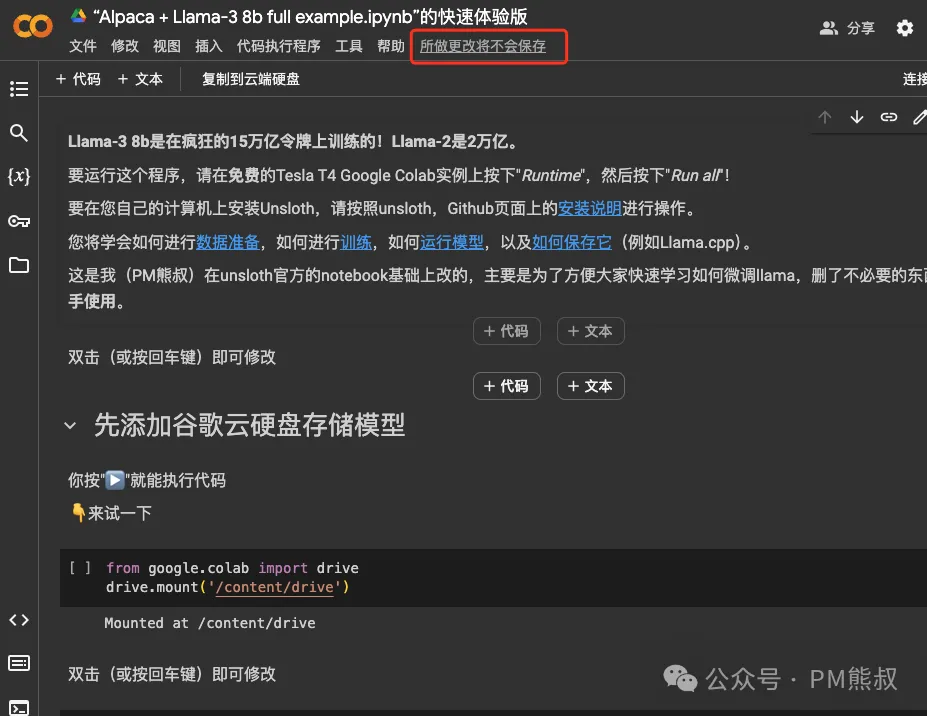 “Alpaca + Llama-3 8b full example.ipynb”的快速体验版
分享
文件 修改 视图 插入 代码执行程序 工具 帮助 所做更改将不会保存
+ 代码 + 文本 复制到云端硬盘 连接
Llama-3 8b是在疯狂的15万亿令牌上训练的！Llama-2是2万亿。
要运行这个程序，请在免费的Tesla T4 Google Colab实例上按下"Runtime"，然后按下"Run all"！
要在您自己的计算机上安装Unsloth，请按照unsloth，Github页面上的安装说明进行操作。
您将学会如何进行数据准备，如何进行训练，如何运行模型，以及如何保存它（例如Llama.cpp）。
这是我（PM熊叔）在unsloth官方的notebook基础上改的，主要是为了方便大家快速学习如何微调llama，删了不必要的东
手使用。
+ 代码 + 文本
双击（或按回车键）即可修改
+ 代码 + 文本
先添加谷歌云硬盘存储模型
你按"▶️"就能执行代码
👇来试一下
[ ] from google.colab import drive
drive.mount('/content/drive')
Mounted at /content/drive
双击（或按回车键）即可修改
公众号 · PM熊叔